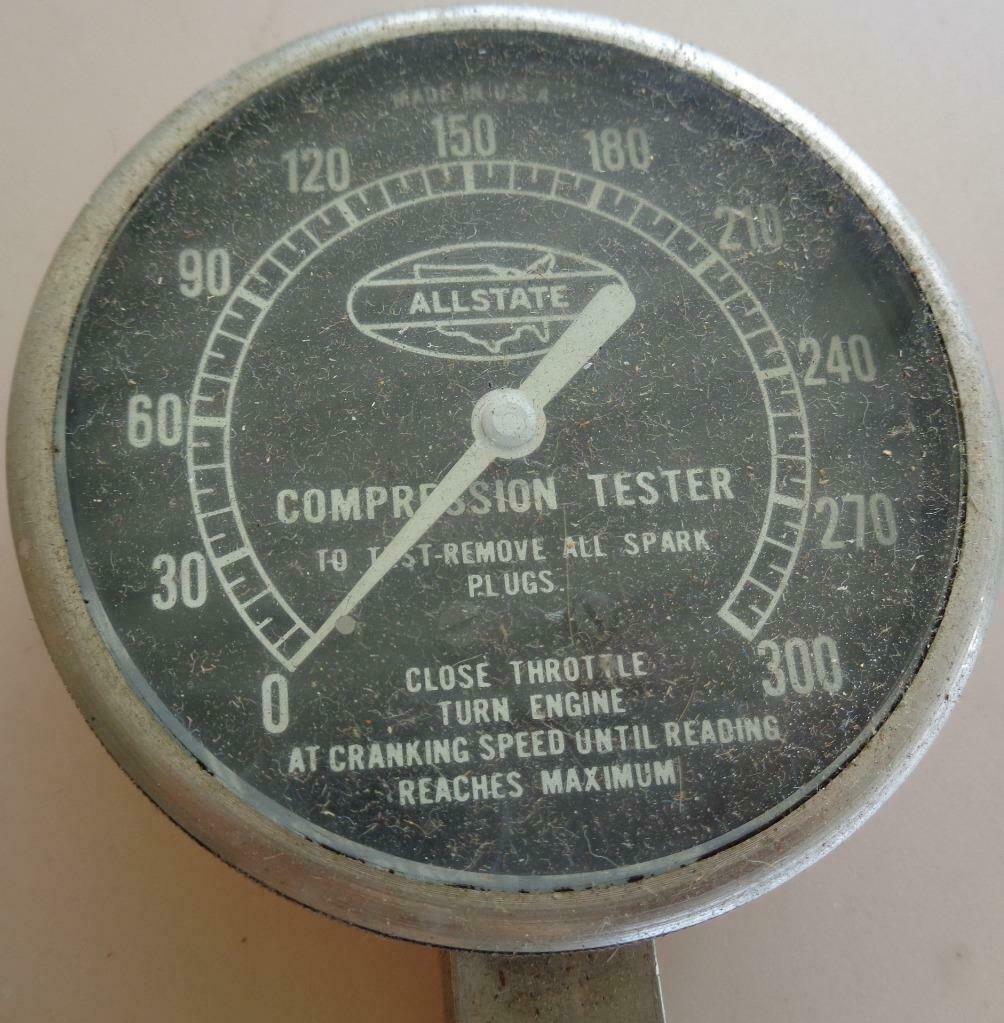 MADE IN U.S.A
150
120
180
210
90
ALLSTATE
240
60
COMPRESSION TESTER
270
TO TEST-REMOVE ALL SPARK
PLUGS.
30
CLOSE THROTTLE
300
0
TURN ENGINE
AT CRANKING SPEED UNTIL READING
REACHES MAXIMUM